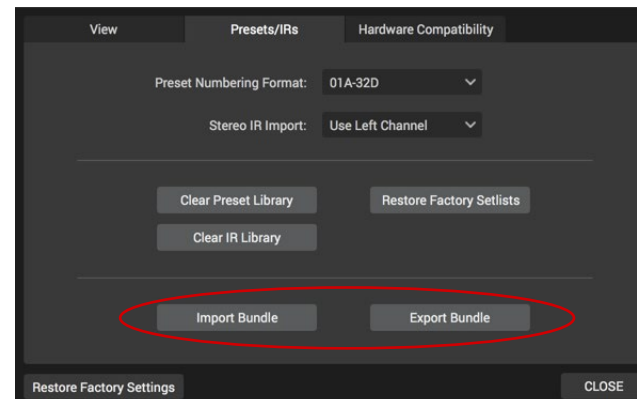 View Presets/IRs Hardware Compatibility
Preset Numbering Format: 01A-32D
Stereo IR Import: Use Left Channel
Clear Preset Library Restore Factory Setlists
Clear IR Library
Import Bundle Export Bundle
Restore Factory Settings CLOSE